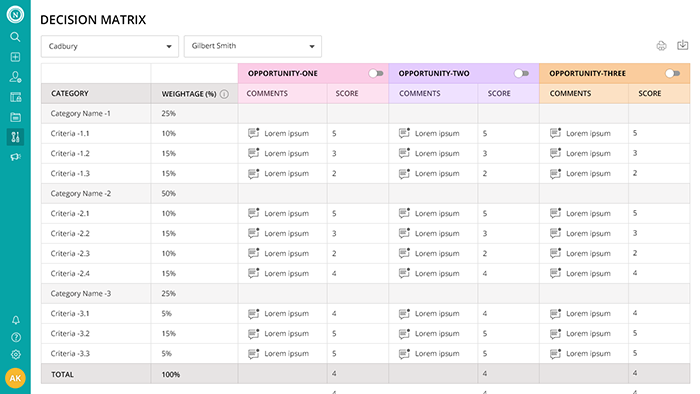 N
DECISION MATRIX
Cadbury Gilbert Smith
OPPORTUNITY-ONE OPPORTUNITY-TWO OPPORTUNITY-THREE
CATEGORY WEIGHTAGE (%) COMMENTS SCORE COMMENTS SCORE COMMENTS SCORE
Category Name -1 25%
Criteria -1.1 10% Lorem ipsum 5 Lorem ipsum 5 Lorem ipsum 5
Criteria -1.2 15% Lorem ipsum 3 Lorem ipsum 3 Lorem ipsum 3
Criteria -1.3 15% Lorem ipsum 2 Lorem ipsum 2 Lorem ipsum 2
Category Name -2 50%
Criteria -2.1 10% Lorem ipsum 5 Lorem ipsum 5 Lorem ipsum 5
Criteria -2.2 15% Lorem ipsum 3 Lorem ipsum 3 Lorem ipsum 3
Criteria -2.3 10% Lorem ipsum 2 Lorem ipsum 2 Lorem ipsum 2
Criteria -2.4 15% Lorem ipsum 4 Lorem ipsum 4 Lorem ipsum 4
Category Name -3 25%
Criteria -3.1 5% Lorem ipsum 4 Lorem ipsum 4 Lorem ipsum 4
Criteria -3.2 15% Lorem ipsum 5 Lorem ipsum 5 Lorem ipsum 5
Criteria -3.3 5% Lorem ipsum 5 Lorem ipsum 5 Lorem ipsum 5
TOTAL 100% 4 4 4
4 4 4
AK